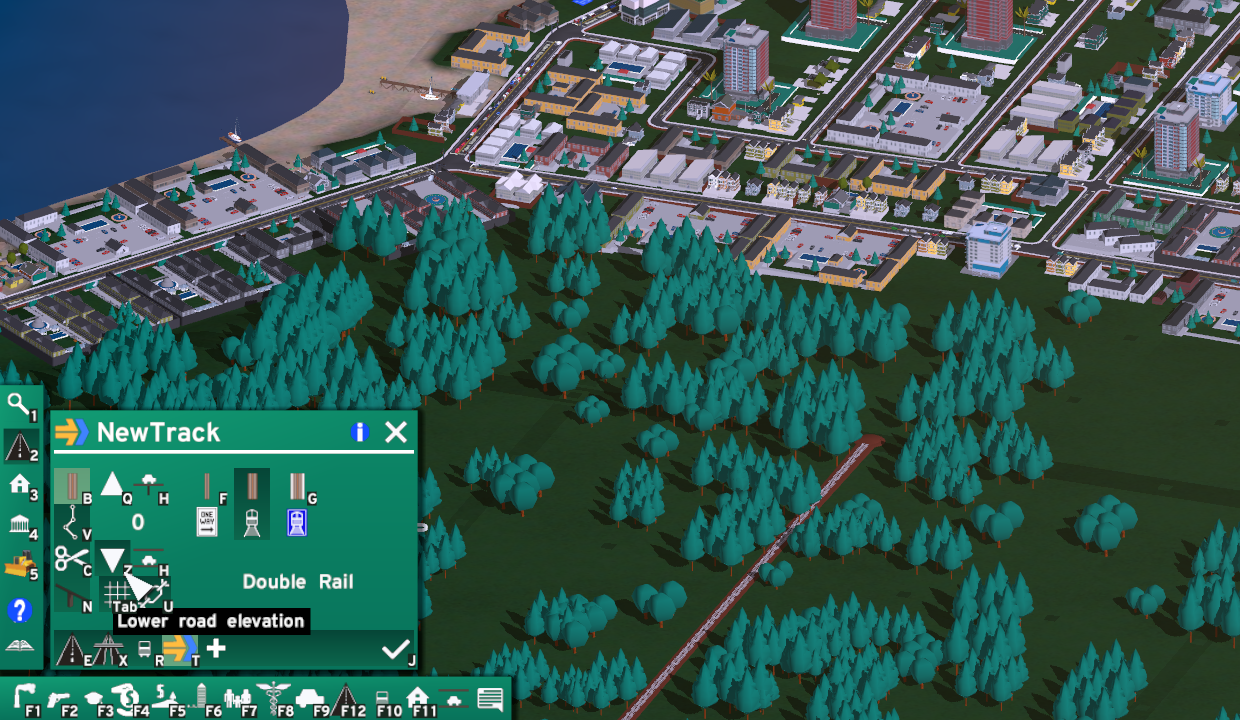 1
2
3
4
5
NewTrack i
B Q H F G
0 ONE WAY
V
C Z H
Double Rail
N Tab U
Lower road elevation
E X R T J
?
F1 F2 F3 F4 F5 F6 F7 F8 F9 F12 F10 F11